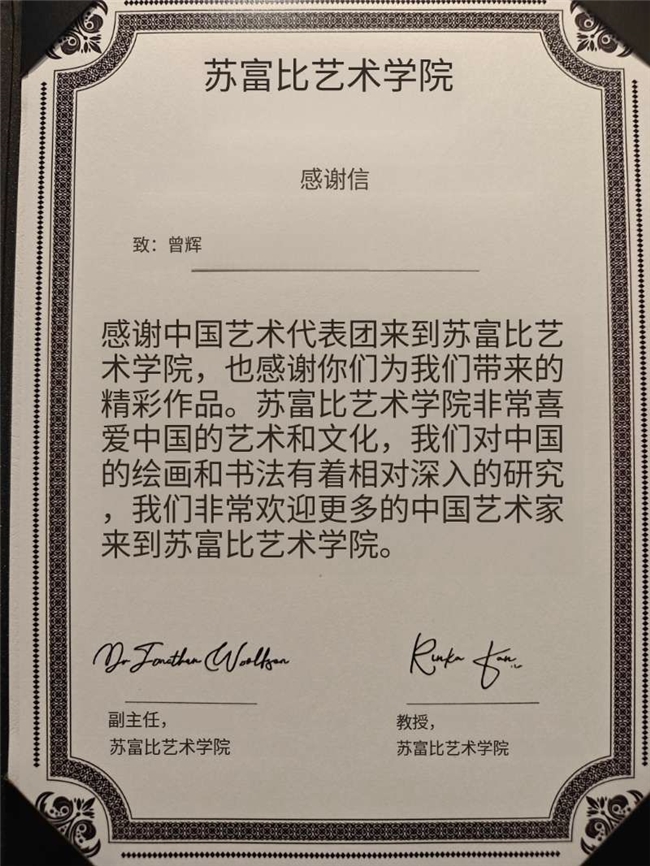 苏富比艺术学院
感谢信
致：曾辉
感谢中国艺术代表团来到苏富比艺
术学院，也感谢你们为我们带来的
精彩作品。苏富比艺术学院非常喜
爱中国的艺术和文化，我们对中国
的绘画和书法有着相对深入的研究
，我们非常欢迎更多的中国艺术家
来到苏富比艺术学院。
Dr Jonathan Woolfson
Rinka Fan
副主任，
苏富比艺术学院
教授，
苏富比艺术学院